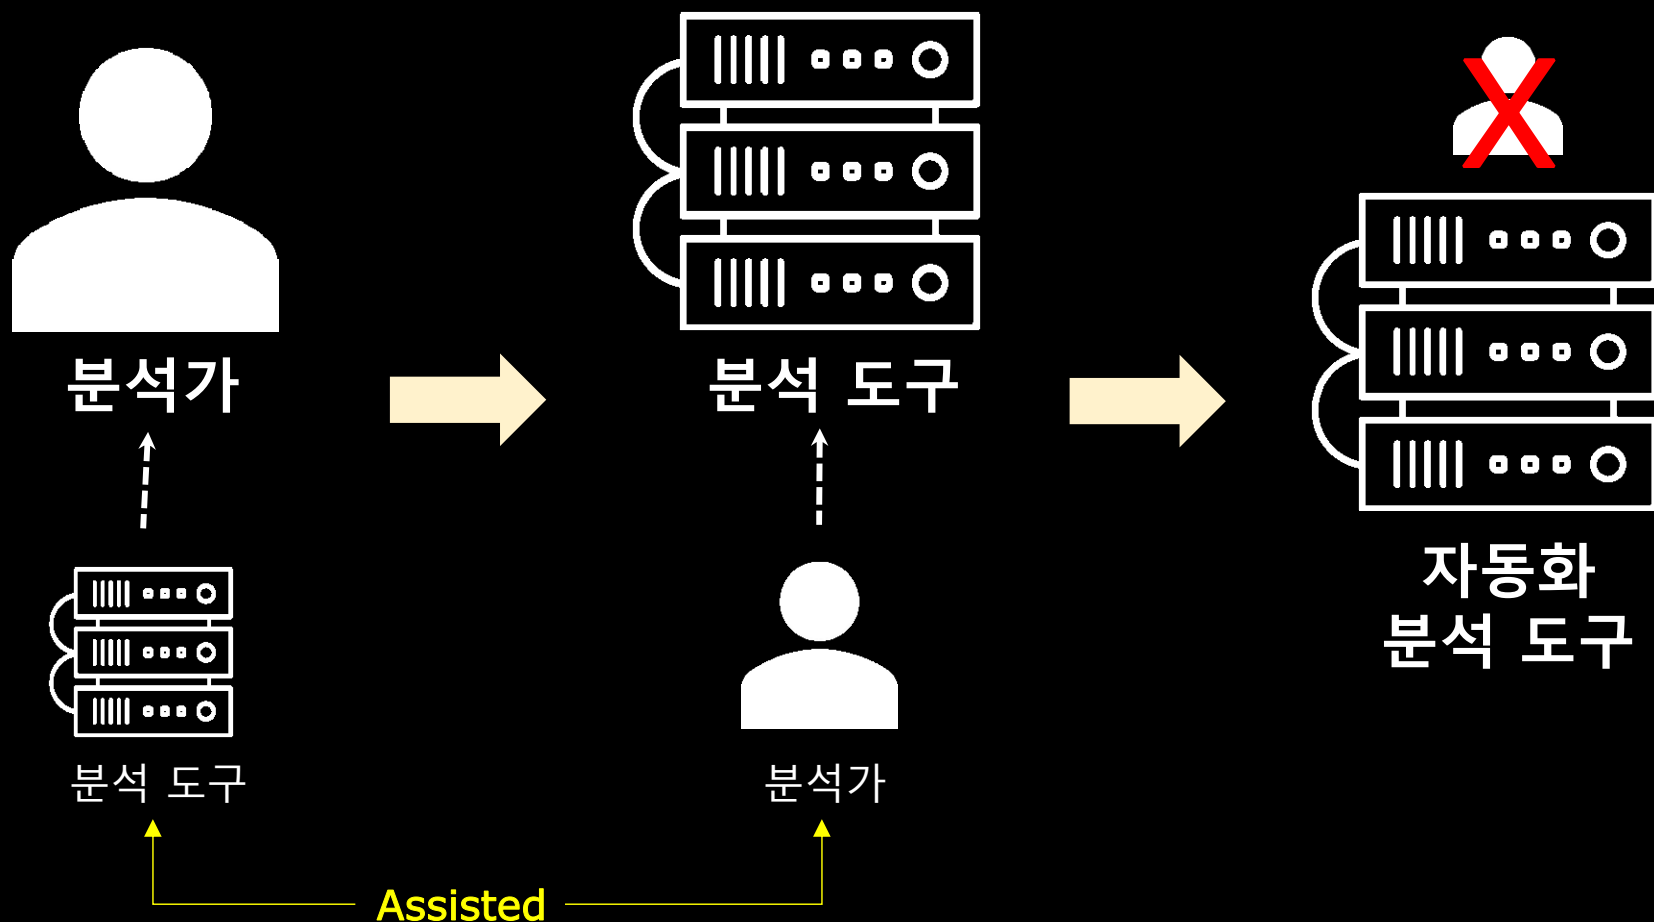 분석가
분석 도구
자동화
분석 도구
분석 도구
분석가
Assisted